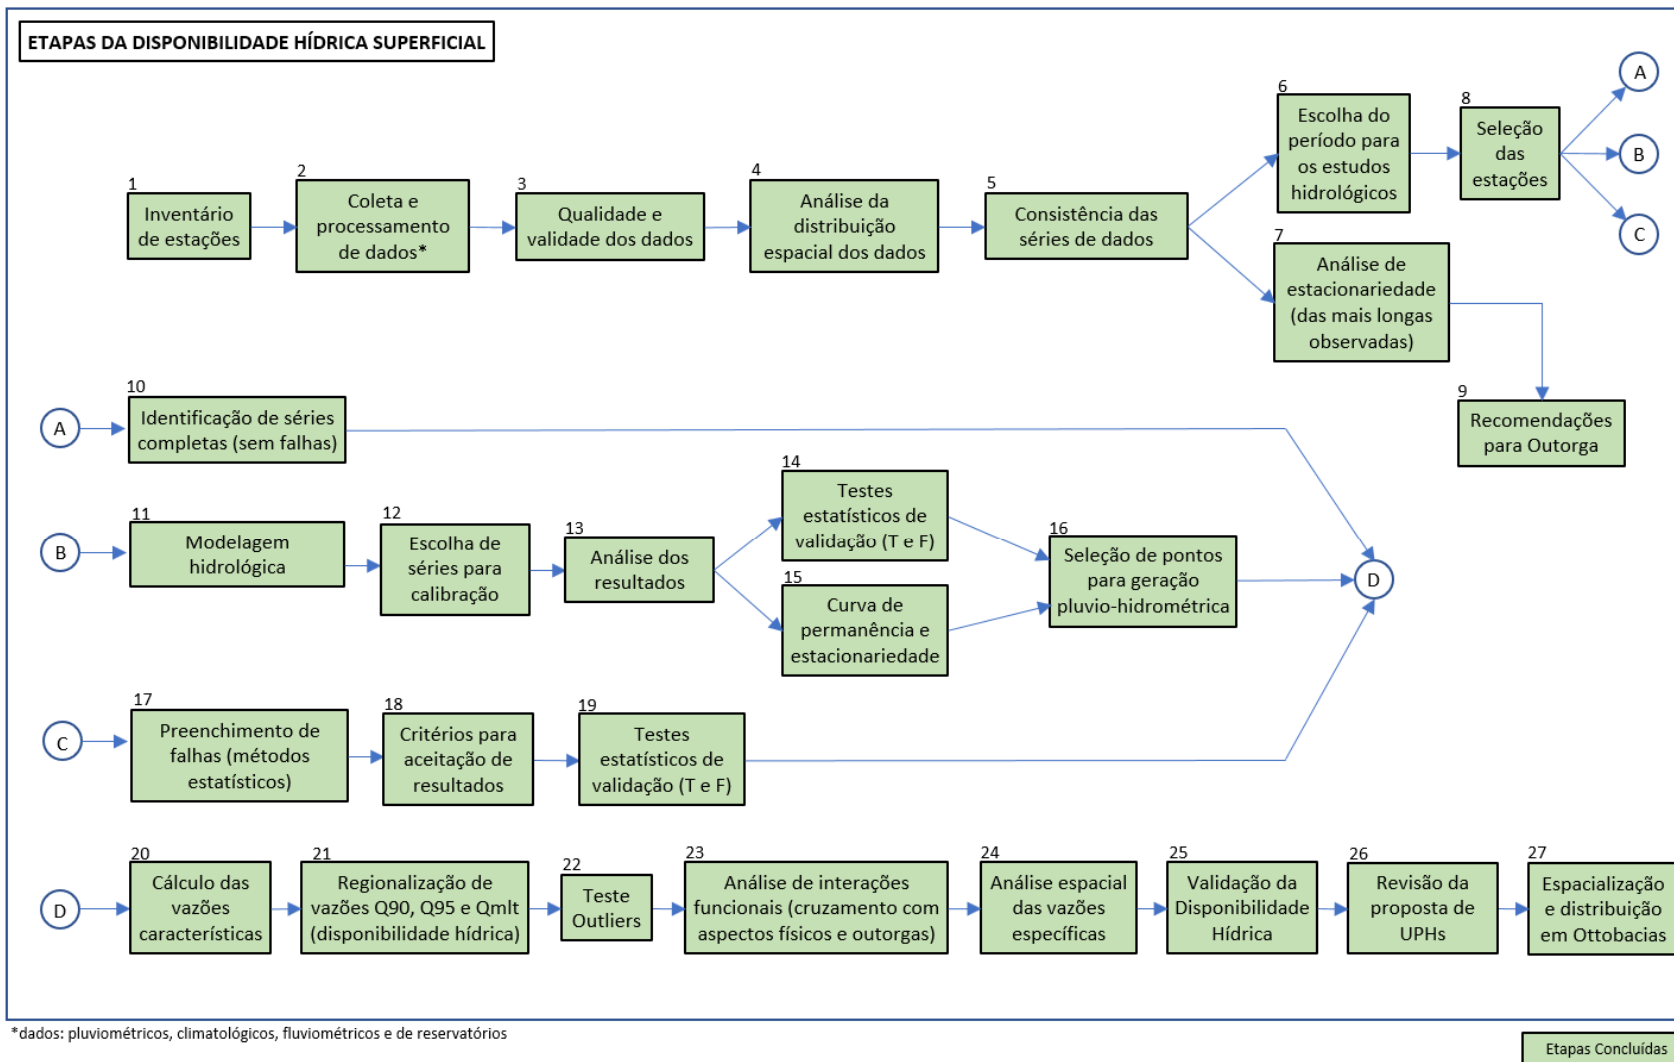 ETAPAS DA DISPONIBILIDADE HÍDRICA SUPERFICIAL
1
Inventário
de estações
2
Coleta e
processamento
de dados*
3
Qualidade e
validade dos dados
4
Análise da
distribuição
espacial dos dados
5
Consistência das
séries de dados
6
Escolha do
período para
os estudos
hidrológicos
7
Análise de
estacionariedade
(das mais longas
observadas)
8
Seleção
das
estações
A
B
C
9
Recomendações
para Outorga
A
10
Identificação de séries
completas (sem falhas)
B
11
Modelagem
hidrológica
12
Escolha de
séries para
calibração
13
Análise dos
resultados
14
Testes
estatísticos de
validação (T e F)
15
Curva de
permanência e
estacionariedade
16
Seleção de pontos
para geração
pluvio-hidrométrica
D
C
17
Preenchimento de
falhas (métodos
estatísticos)
18
Critérios para
aceitação de
resultados
19
Testes
estatísticos de
validação (T e F)
D
20
Cálculo das
vazões
características
21
Regionalização de
vazões Q90, Q95 e Qmlt
(disponibilidade hídrica)
22
Teste
Outliers
23
Análise de interações
funcionais (cruzamento com
aspectos físicos e outorgas)
24
Análise espacial
das vazões
específicas
25
Validação da
Disponibilidade
Hídrica
26
Revisão da
proposta de
UPHs
27
Espacialização
e distribuição
em Ottobacias
*dados: pluviométricos, climatológicos, fluviométricos e de reservatórios
Etapas Concluídas